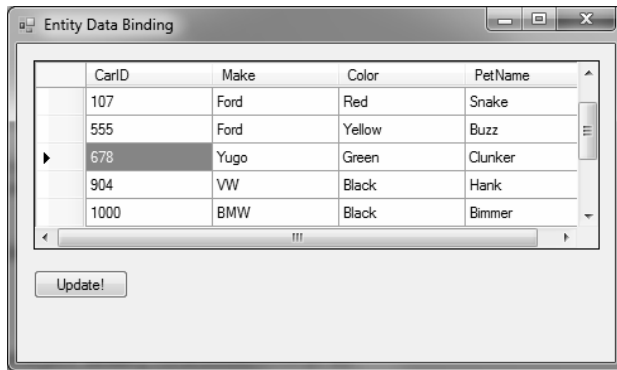 Entity Data Binding
CarID Make Color PetName
107 Ford Red Snake
555 Ford Yellow Buzz
678 Yugo Green Clunker
904 VW Black Hank
1000 BMW Black Bimmer
Update!